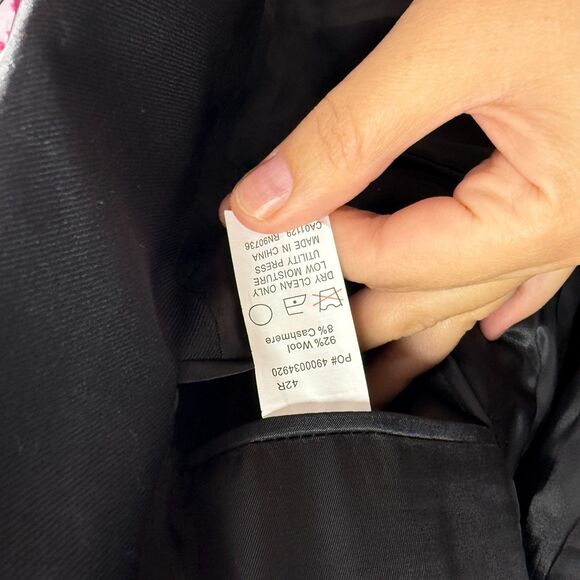 42R
PO# 4900034920
92% Wool
8% Cashmere
DRY CLEAN ONLY
LOW MOISTURE
UTILITY PRESS
MADE IN CHINA
CA01129 RN90736